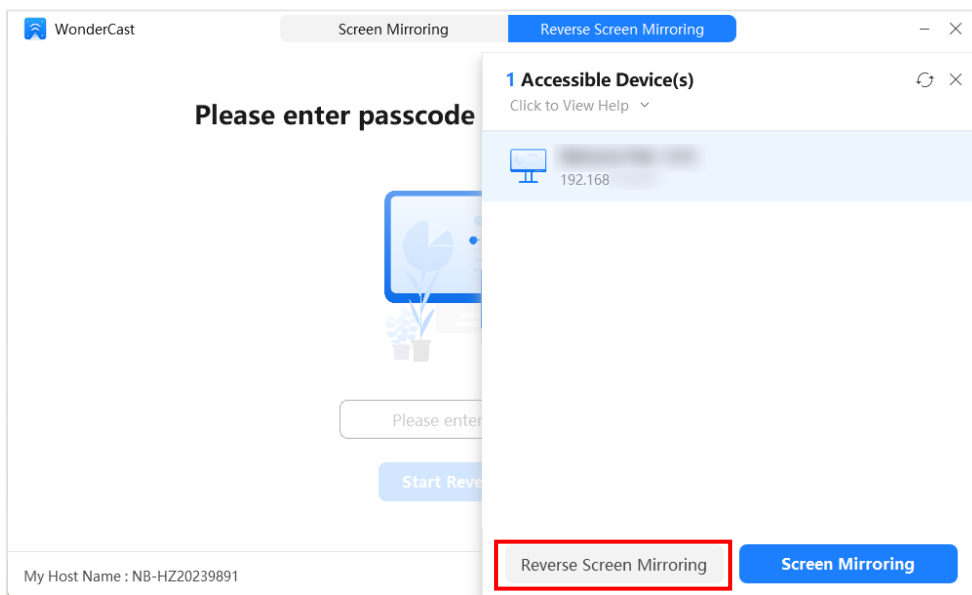 WonderCast
Screen Mirroring
Reverse Screen Mirroring
Please enter passcode
1 Accessible Device(s)
Click to View Help
192.168
Please enter
Start Reve
Reverse Screen Mirroring
Screen Mirroring
My Host Name : NB-HZ20239891